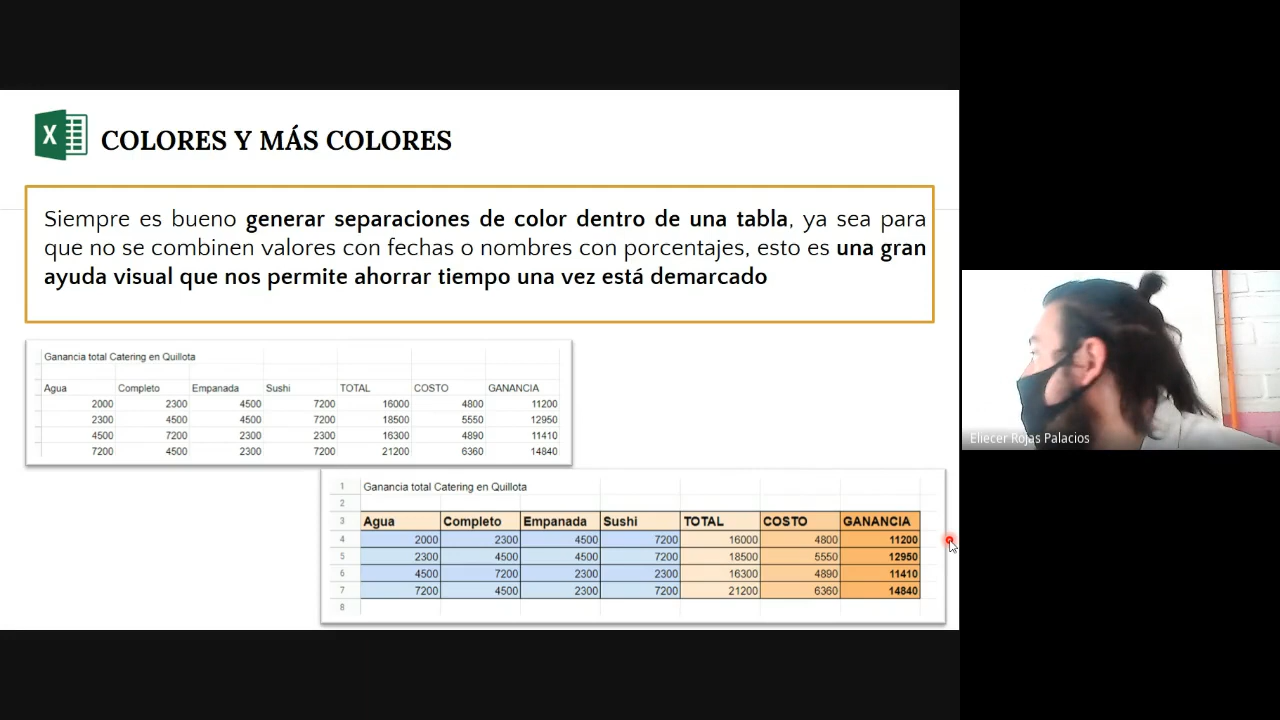 X
COLORES Y MÁS COLORES
Siempre es bueno generar separaciones de color dentro de una tabla, ya sea para
que no se combinen valores con fechas o nombres con porcentajes, esto es una gran
ayuda visual que nos permite ahorrar tiempo una vez está demarcado
Ganancia total Catering en Quillota
Agua Completo Empanada Sushi TOTAL COSTO GANANCIA
2000 2300 4500 7200 16000 4800 11200
2300 4500 4500 7200 18500 5550 12950
4500 7200 2300 2300 16300 4890 11410
7200 4500 2300 7200 21200 6360 14840
1 Ganancia total Catering en Quillota
2
3 Agua Completo Empanada Sushi TOTAL COSTO GANANCIA
4 2000 2300 4500 7200 16000 4800 11200
5 2300 4500 4500 7200 18500 5550 12950
6 4500 7200 2300 2300 16300 4890 11410
7 7200 4500 2300 7200 21200 6360 14840
8
Eliecer Rojas Palacios